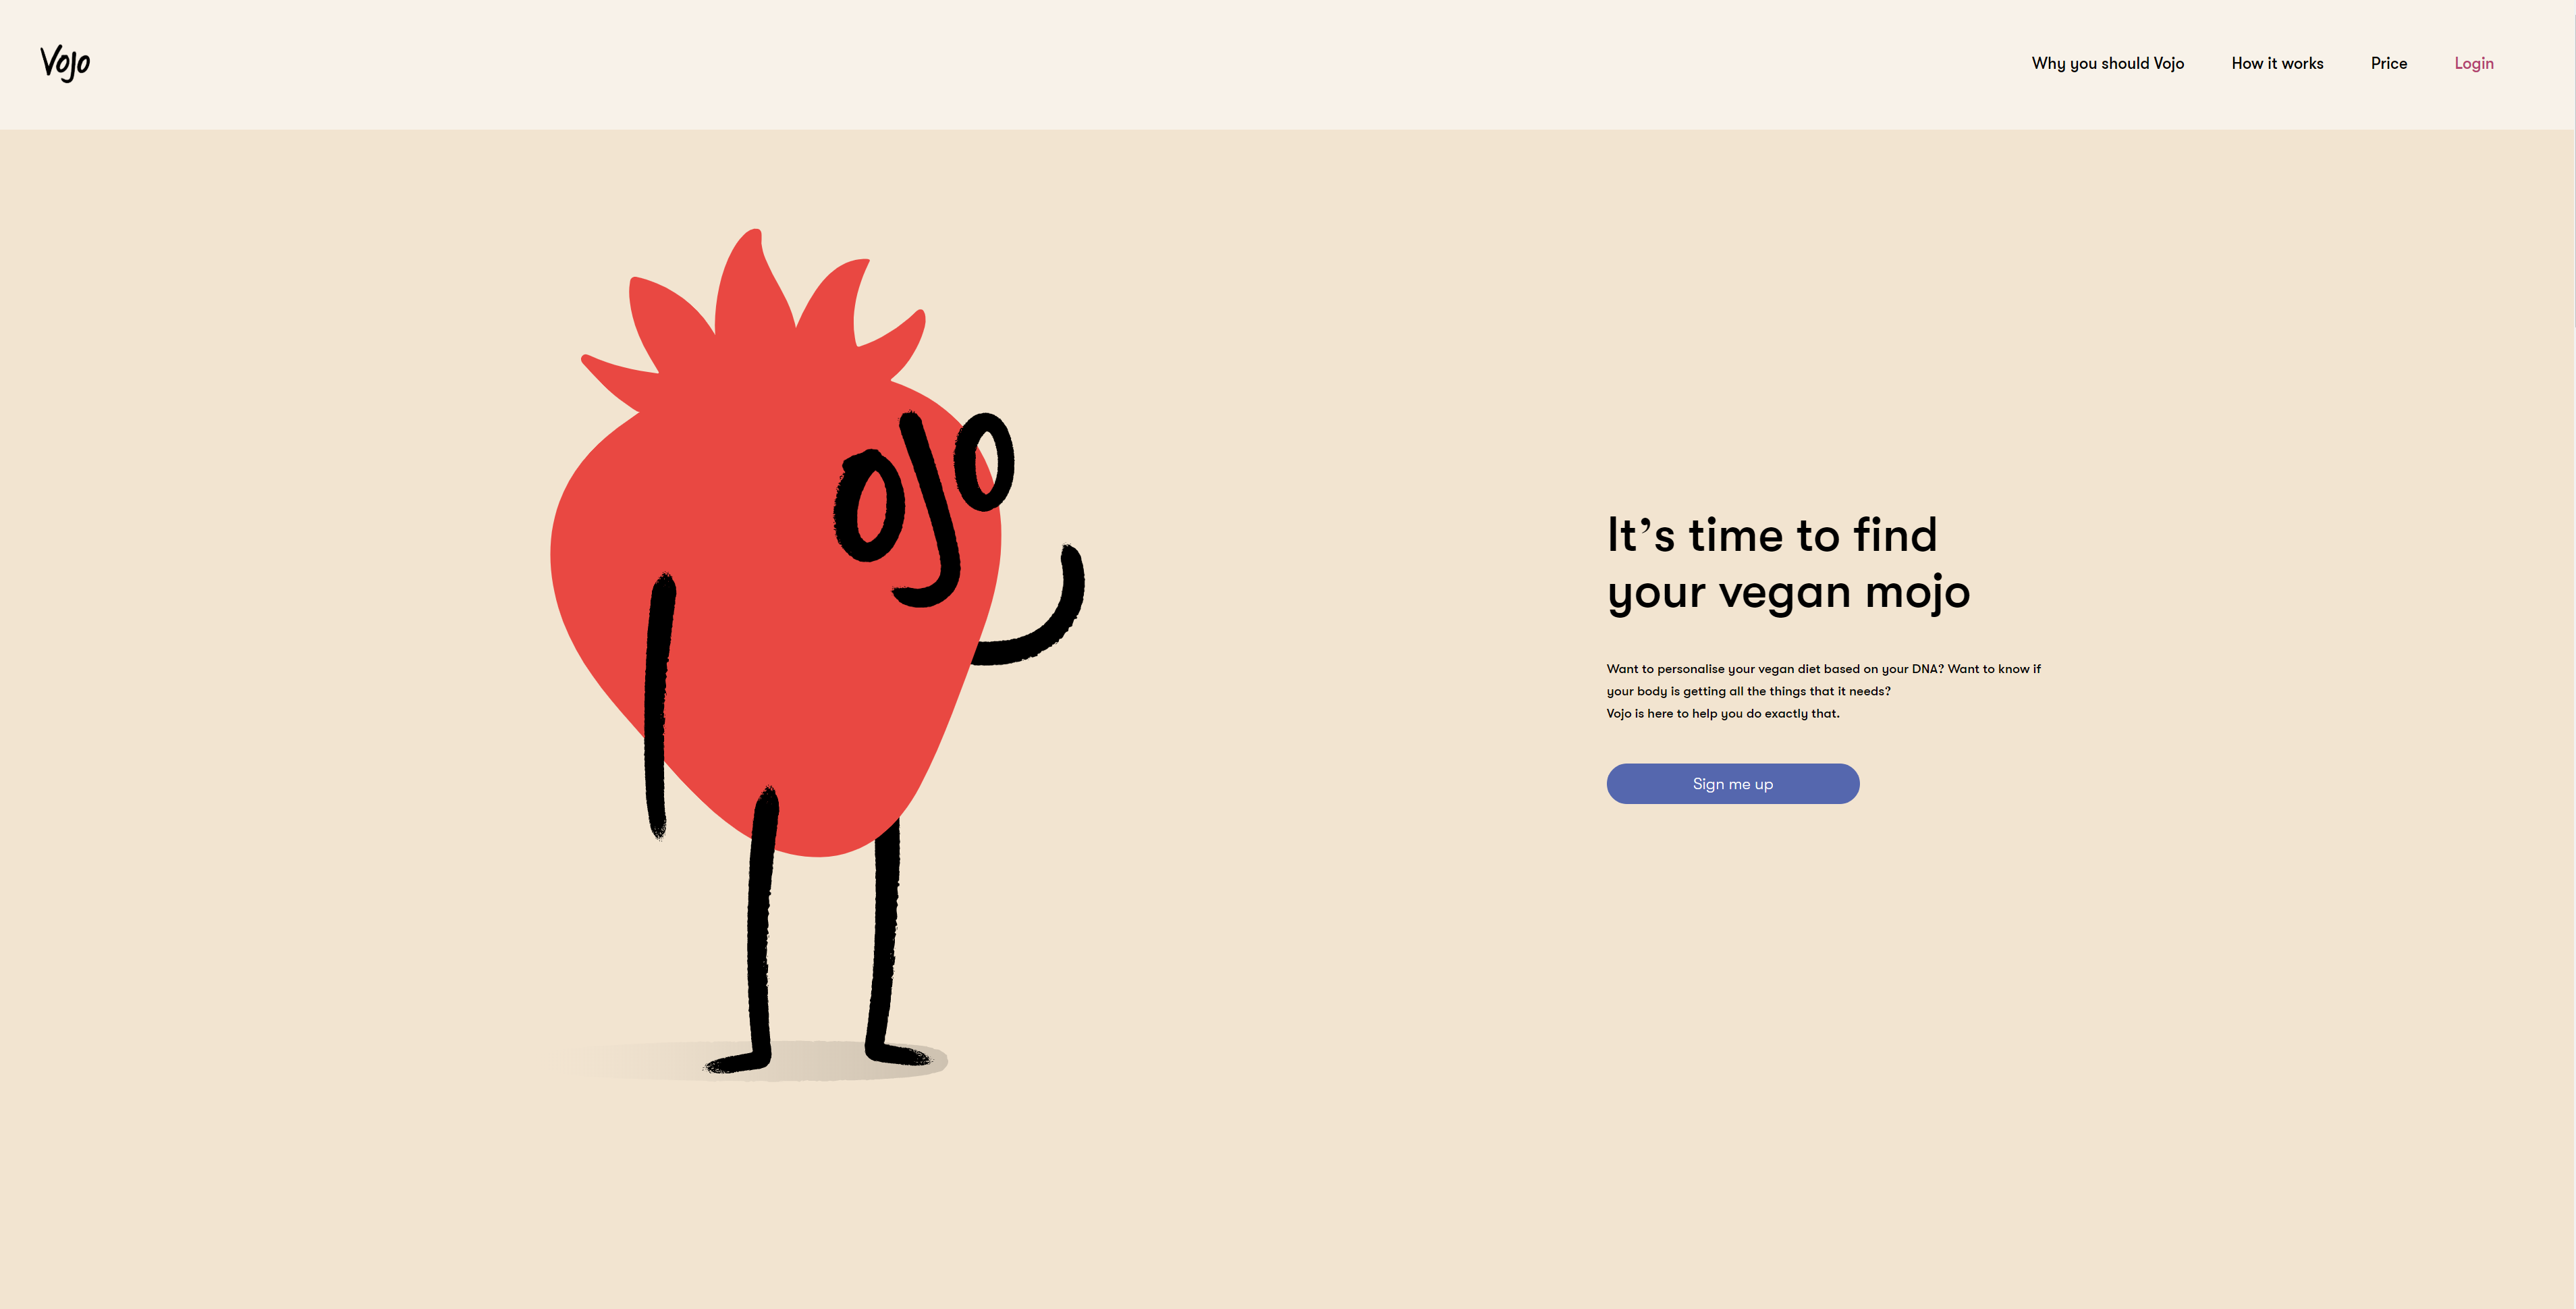 Vojo
Why you should Vojo
How it works
Price
Login
ojo
It’s time to find
your vegan mojo
Want to personalise your vegan diet based on your DNA? Want to know if
your body is getting all the things that it needs?
Vojo is here to help you do exactly that.
Sign me up